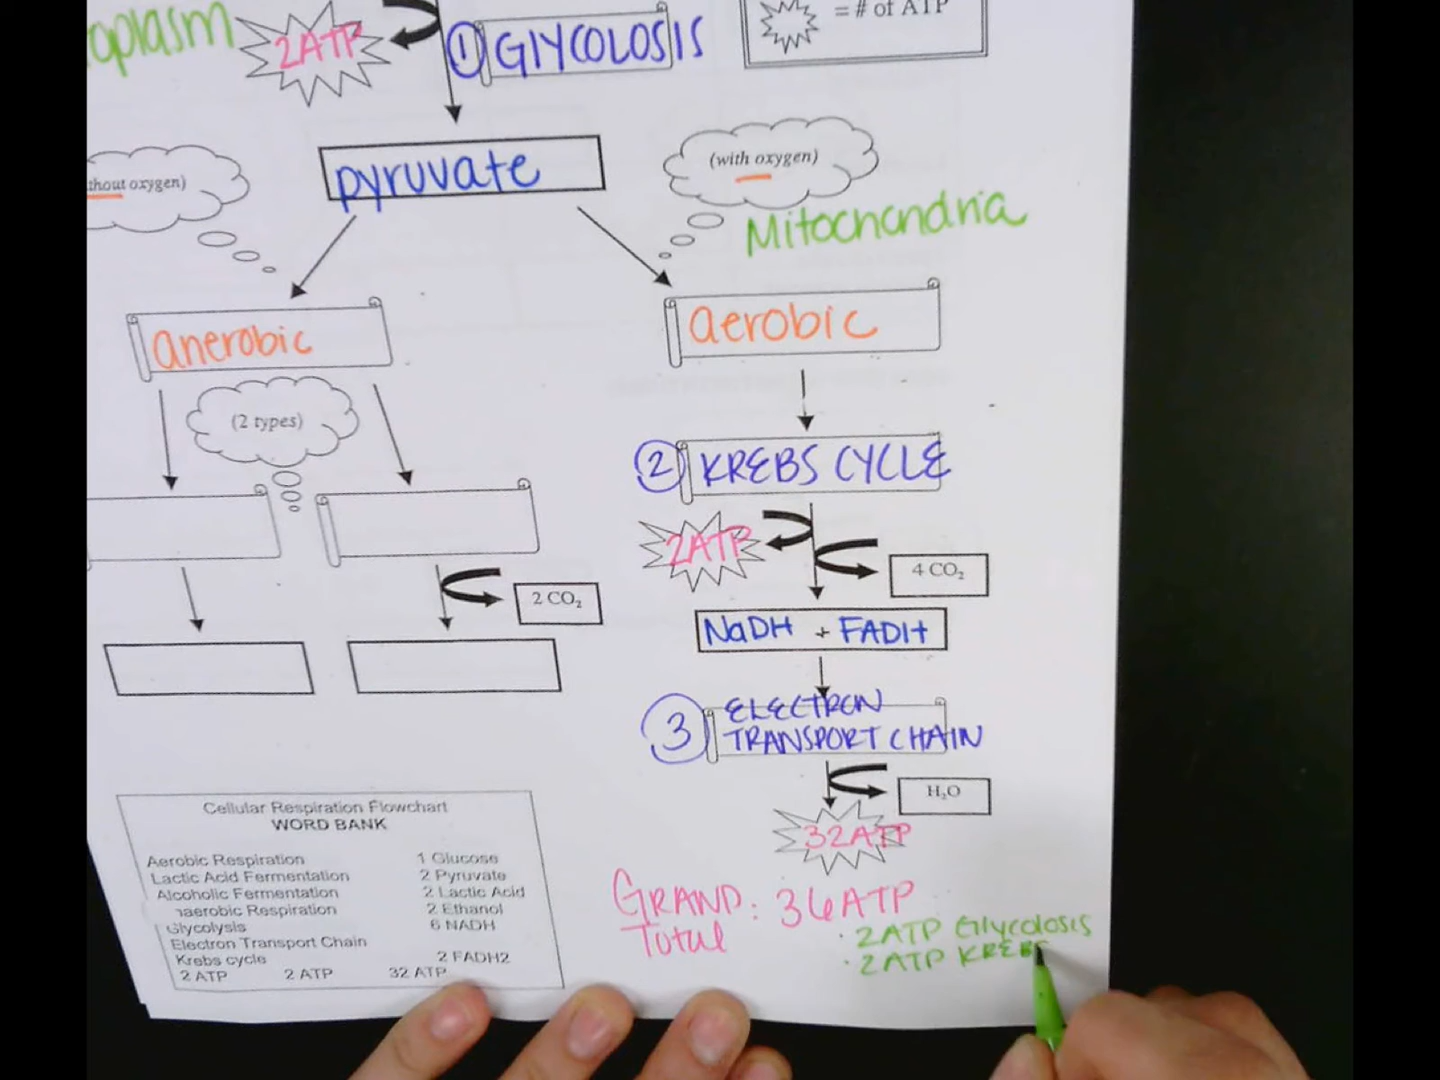 oplasm
2ATP
1 GlYCOLOSIS
= # of ATP
pyruvate
thout oxygen)
(with oxygen)
Mitochondria
anerobic
aerobic
(2 types)
2 KREBS CYCLE
2ATP
4 CO₂
2 CO₂
NaDH + FADH
3 ELECTRON
TRANSPORT CHAIN
H₂O
32ATP
Cellular Respiration Flowchart
WORD BANK
Aerobic Respiration 1 Glucose
Lactic Acid Fermentation 2 Pyruvate
Alcoholic Fermentation 2 Lactic Acid
naerobic Respiration 2 Ethanol
Glycolysis 6 NADH
Electron Transport Chain
Krebs cycle 2 FADH2
2 ATP 2 ATP 32 ATP
GRAND : 36ATP
Total
· 2ATP Glycolosis
· 2ATP KREB